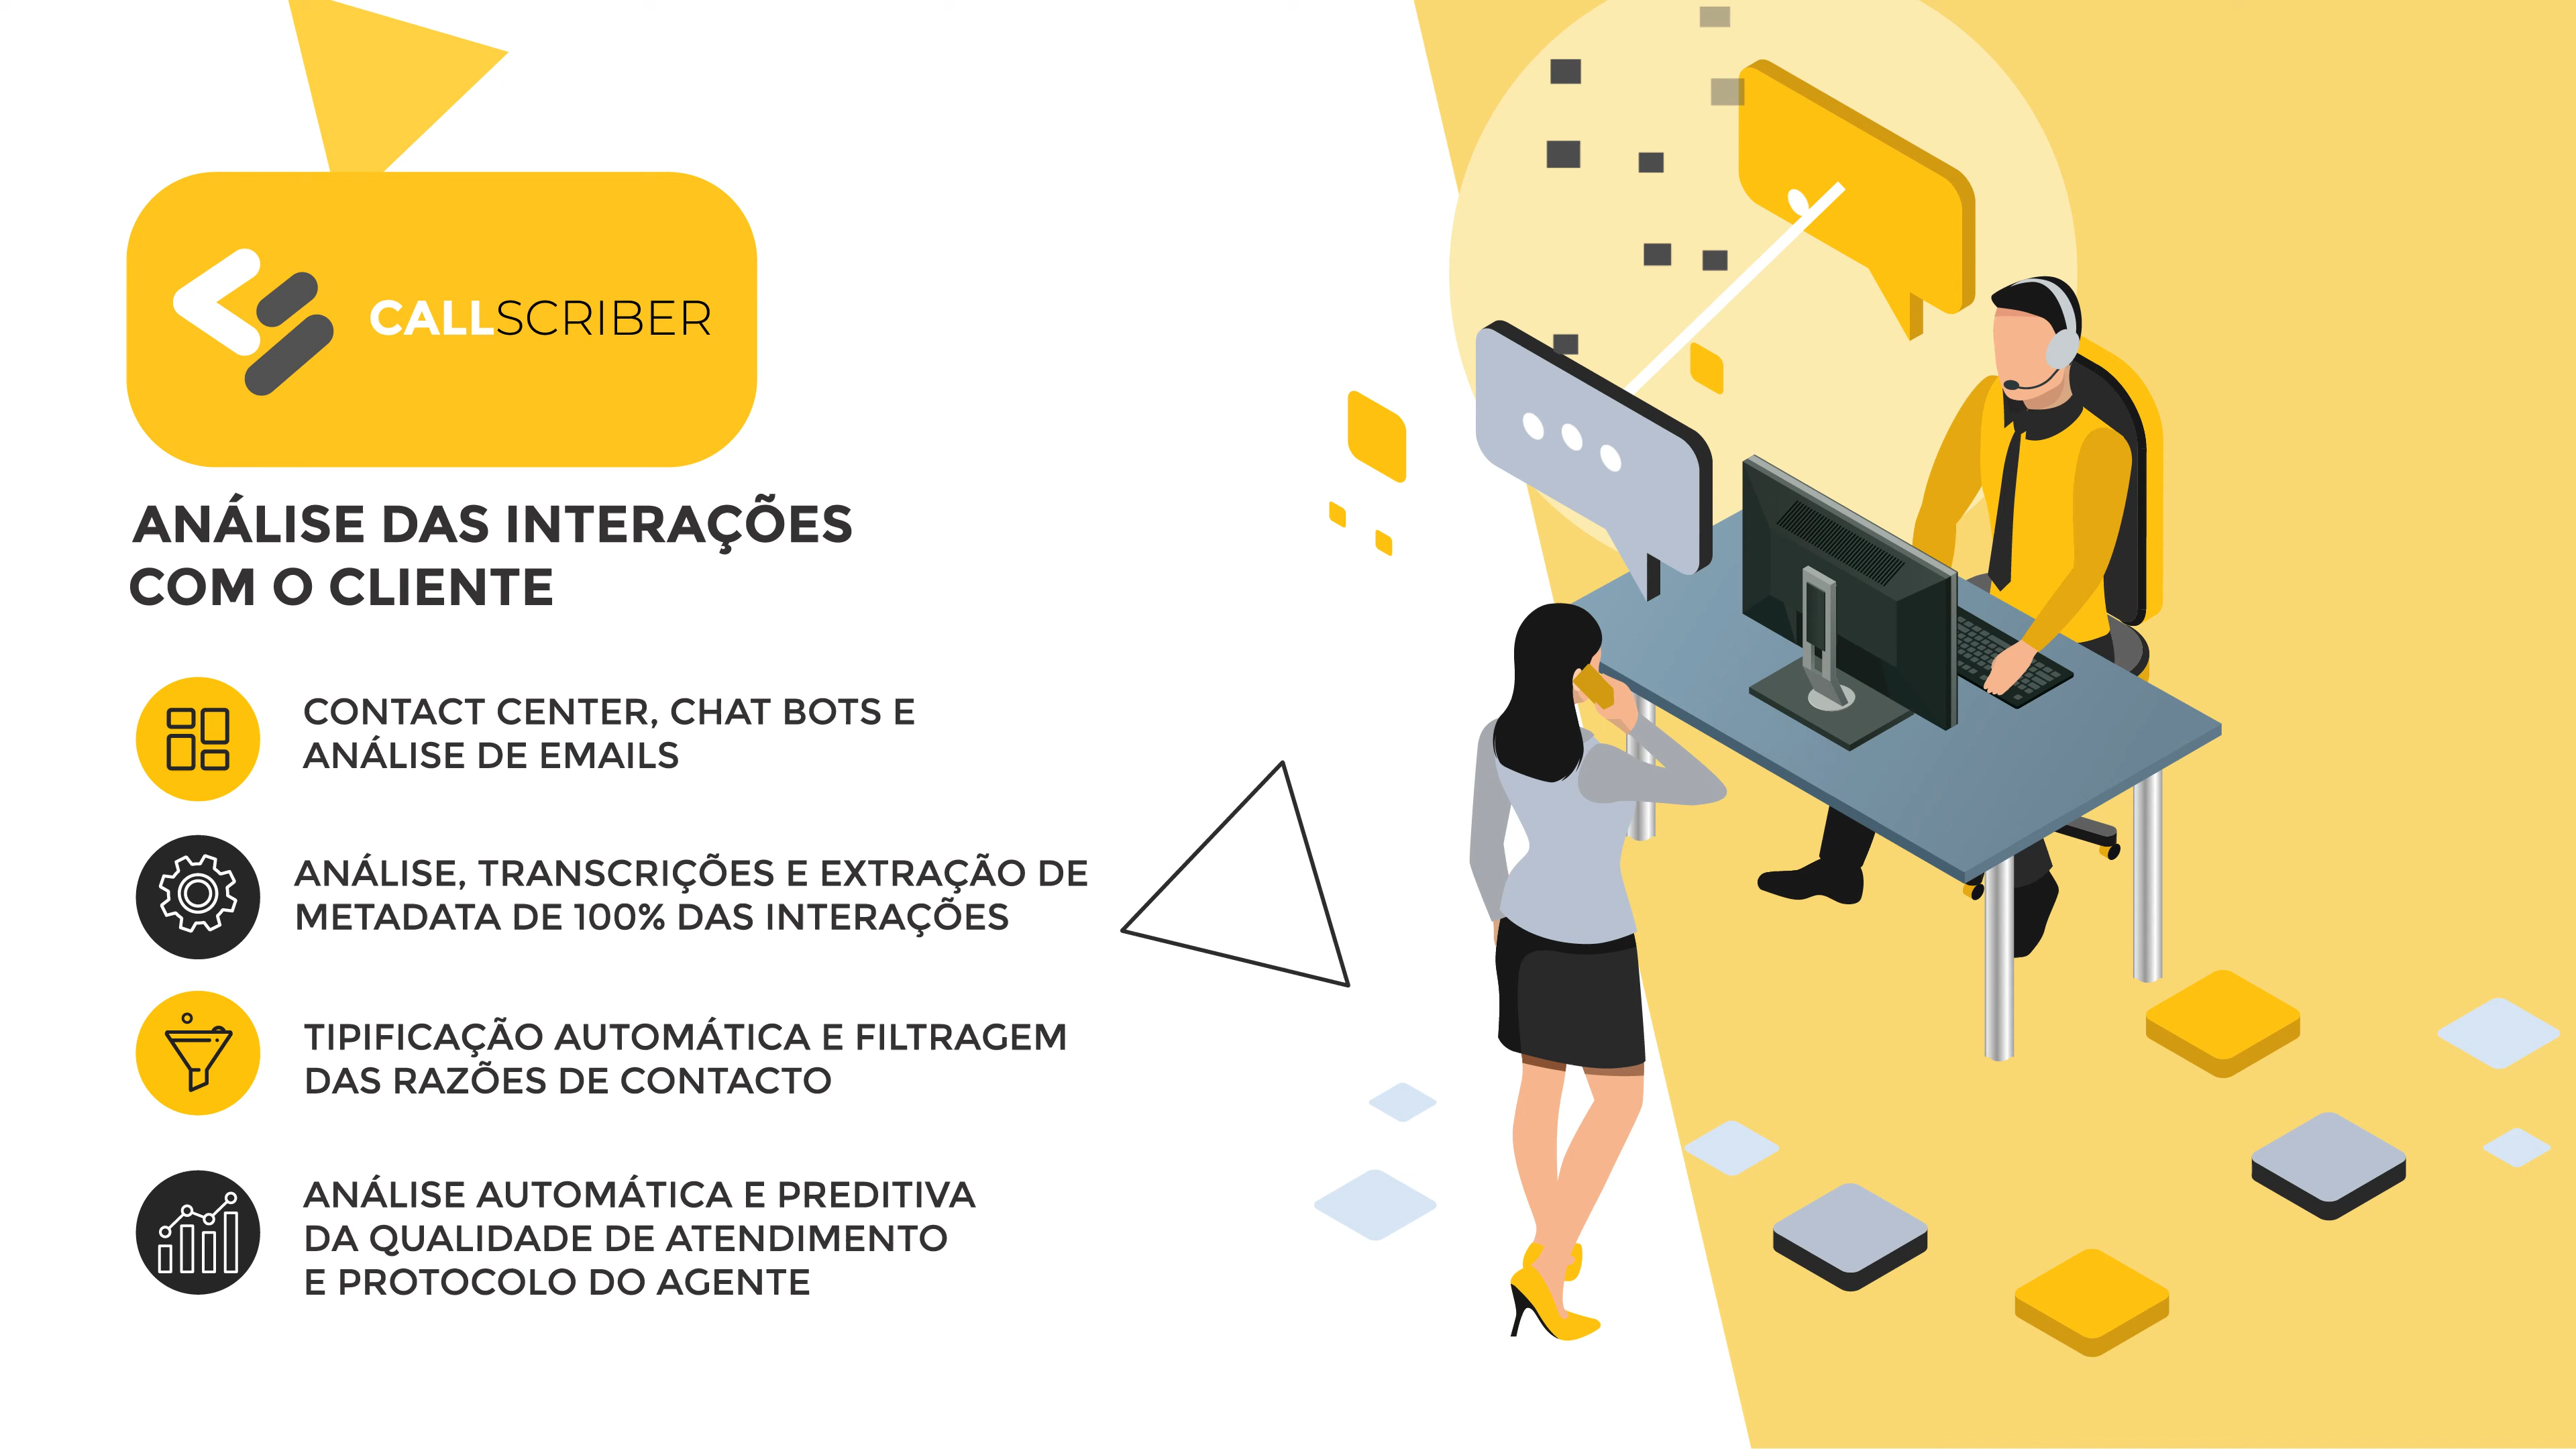 CALLSCRIBER
ANÁLISE DAS INTERAÇÕES
COM O CLIENTE
CONTACT CENTER, CHAT BOTS E
ANÁLISE DE EMAILS
ANÁLISE, TRANSCRIÇÕES E EXTRAÇÃO DE
METADATA DE 100% DAS INTERAÇÕES
TIPIFICAÇÃO AUTOMÁTICA E FILTRAGEM
DAS RAZÕES DE CONTACTO
ANÁLISE AUTOMÁTICA E PREDITIVA
DA QUALIDADE DE ATENDIMENTO
E PROTOCOLO DO AGENTE